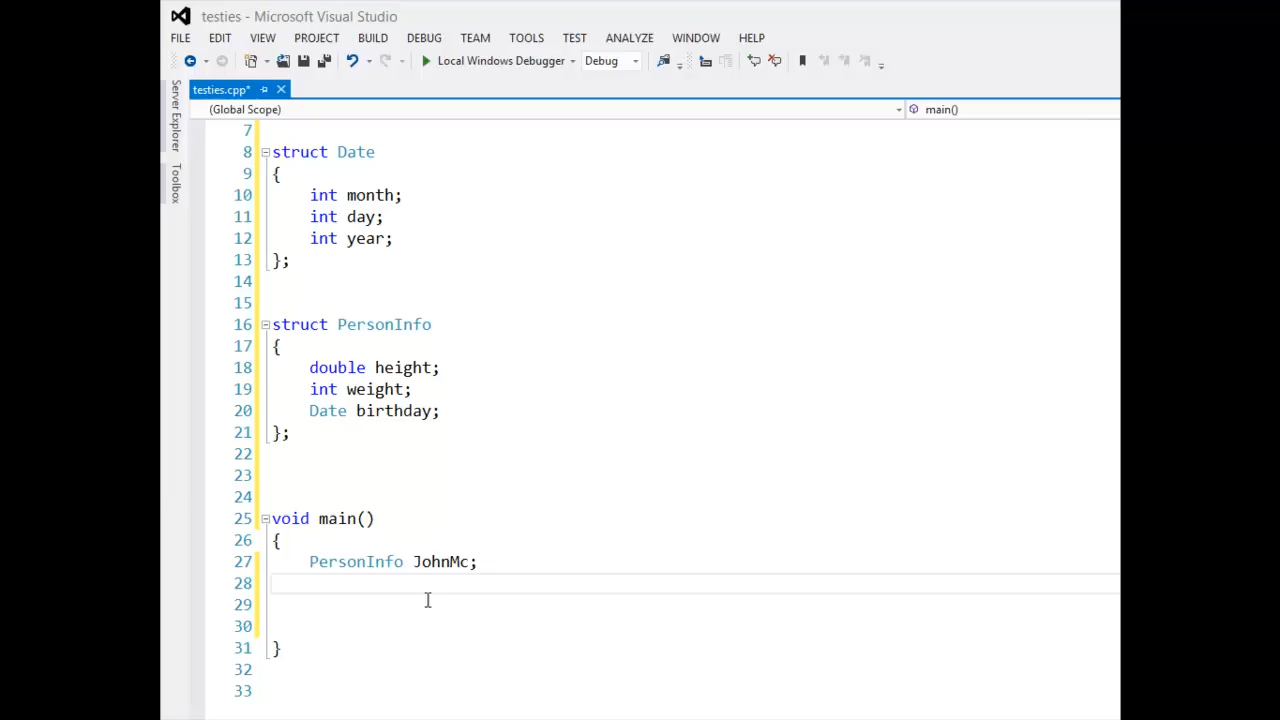 testies - Microsoft Visual Studio
FILE EDIT VIEW PROJECT BUILD DEBUG TEAM TOOLS TEST ANALYZE WINDOW HELP
Local Windows Debugger Debug
testies.cpp*
(Global Scope) main()
Server Explorer
Toolbox
7
8 struct Date
9 {
10 int month;
11 int day;
12 int year;
13 };
14
15
16 struct PersonInfo
17 {
18 double height;
19 int weight;
20 Date birthday;
21 };
22
23
24
25 void main()
26 {
27 PersonInfo JohnMc;
28
29
30
31 }
32
33